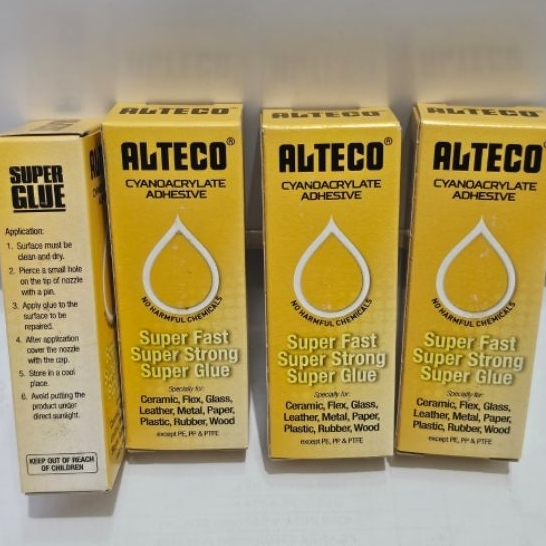 SUPER
GLUE
Application:
1. Surface must be
clean and dry.
2. Pierce a small hole
on the tip of nozzle
with a pin.
3. Apply glue to the
surface to be
repaired.
4. After application
cover the nozzle
with the cap.
5. Store in a cool
place.
6. Avoid putting the
product under
direct sunlight.
KEEP OUT OF REACH
OF CHILDREN
ALTECO
ALTECO®
CYANOACRYLATE
ADHESIVE
NO HARMFUL CHEMICALS
Super Fast
Super Strong
Super Glue
Specially for:
Ceramic, Flex, Glass,
Leather, Metal, Paper,
Plastic, Rubber, Wood
except PE, PP & PTFE
ALTECO
ALTECO®
CYANOACRYLATE
ADHESIVE
NO HARMFUL CHEMICALS
Super Fast
Super Strong
Super Glue
Specially for:
Ceramic, Flex, Glass,
Leather, Metal, Paper,
Plastic, Rubber, Wood
except PE, PP & PTFE
ALTECO
ALTECO®
CYANOACRYLATE
ADHESIVE
NO HARMFUL CHEMICALS
Super Fast
Super Strong
Super Glue
Specially for:
Ceramic, Flex, Glass,
Leather, Metal, Paper,
Plastic, Rubber, Wood
except PE, PP & PTFE